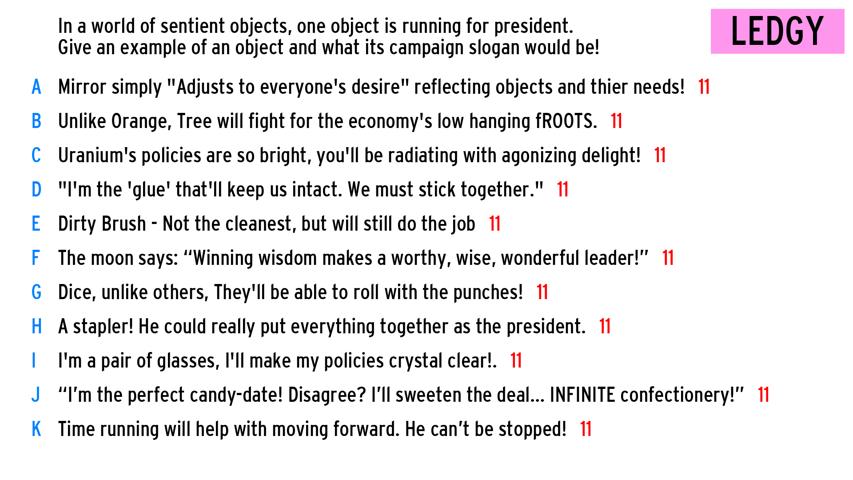 In a world of sentient objects, one object is running for president.
Give an example of an object and what its campaign slogan would be!
LEDGY
A Mirror simply "Adjusts to everyone's desire" reflecting objects and thier needs! 11
B Unlike Orange, Tree will fight for the economy's low hanging fROOTS. 11
C Uranium's policies are so bright, you'll be radiating with agonizing delight! 11
D "I'm the 'glue' that'll keep us intact. We must stick together." 11
E Dirty Brush - Not the cleanest, but will still do the job 11
F The moon says: “Winning wisdom makes a worthy, wise, wonderful leader!” 11
G Dice, unlike others, They'll be able to roll with the punches! 11
H A stapler! He could really put everything together as the president. 11
I I'm a pair of glasses, I'll make my policies crystal clear!. 11
J “I’m the perfect candy-date! Disagree? I’ll sweeten the deal... INFINITE confectionery!” 11
K Time running will help with moving forward. He can’t be stopped! 11